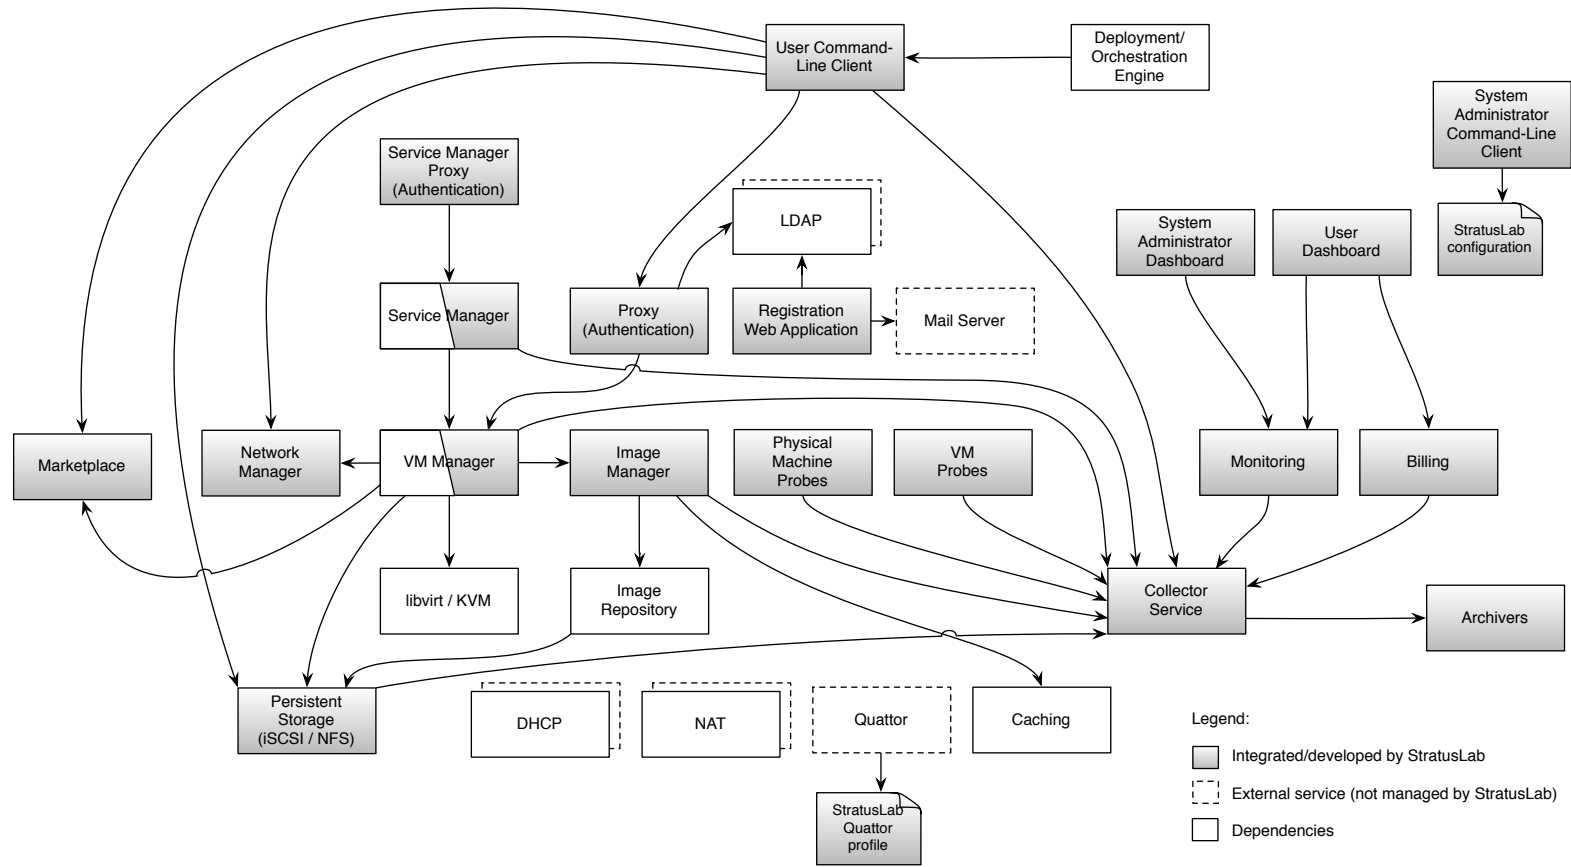 User Command-
Line Client
Deployment/
Orchestration
Engine
System
Administrator
Command-Line
Client
Service Manager
Proxy
(Authentication)
LDAP
System
Administrator
Dashboard
User
Dashboard
StratusLab
configuration
Service Manager
Proxy
(Authentication)
Registration
Web Application
Mail Server
Marketplace
Network
Manager
VM Manager
Image
Manager
Physical
Machine
Probes
VM
Probes
Monitoring
Billing
libvirt / KVM
Image
Repository
Collector
Service
Archivers
Persistent
Storage
(iSCSI / NFS)
DHCP
NAT
Quattor
Caching
StratusLab
Quattor
profile
Legend:
Integrated/developed by StratusLab
External service (not managed by StratusLab)
Dependencies